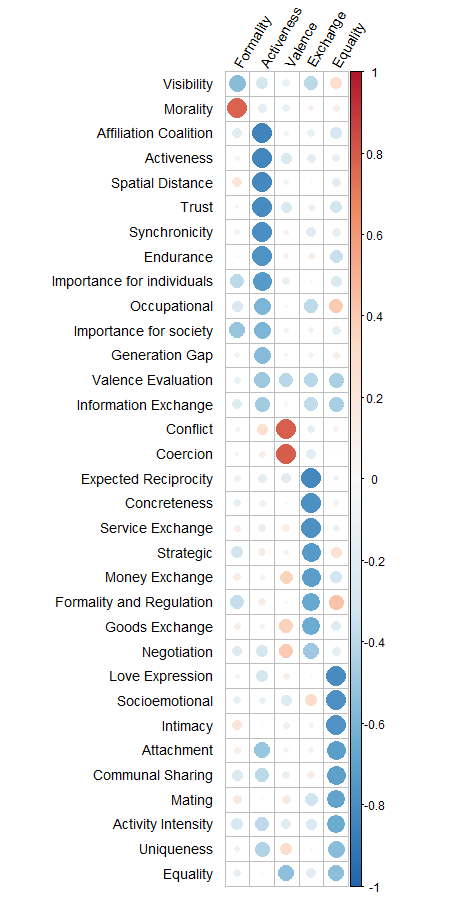 Formality
Activeness
Valence
Exchange
Equality
Visibility
Morality
Affiliation Coalition
Activeness
Spatial Distance
Trust
Synchronicity
Endurance
Importance for individuals
Occupational
Importance for society
Generation Gap
Valence Evaluation
Information Exchange
Conflict
Coercion
Expected Reciprocity
Concreteness
Service Exchange
Strategic
Money Exchange
Formality and Regulation
Goods Exchange
Negotiation
Love Expression
Socioemotional
Intimacy
Attachment
Communal Sharing
Mating
Activity Intensity
Uniqueness
Equality
1
0.8
0.6
0.4
0.2
0
-0.2
-0.4
-0.6
-0.8
-1